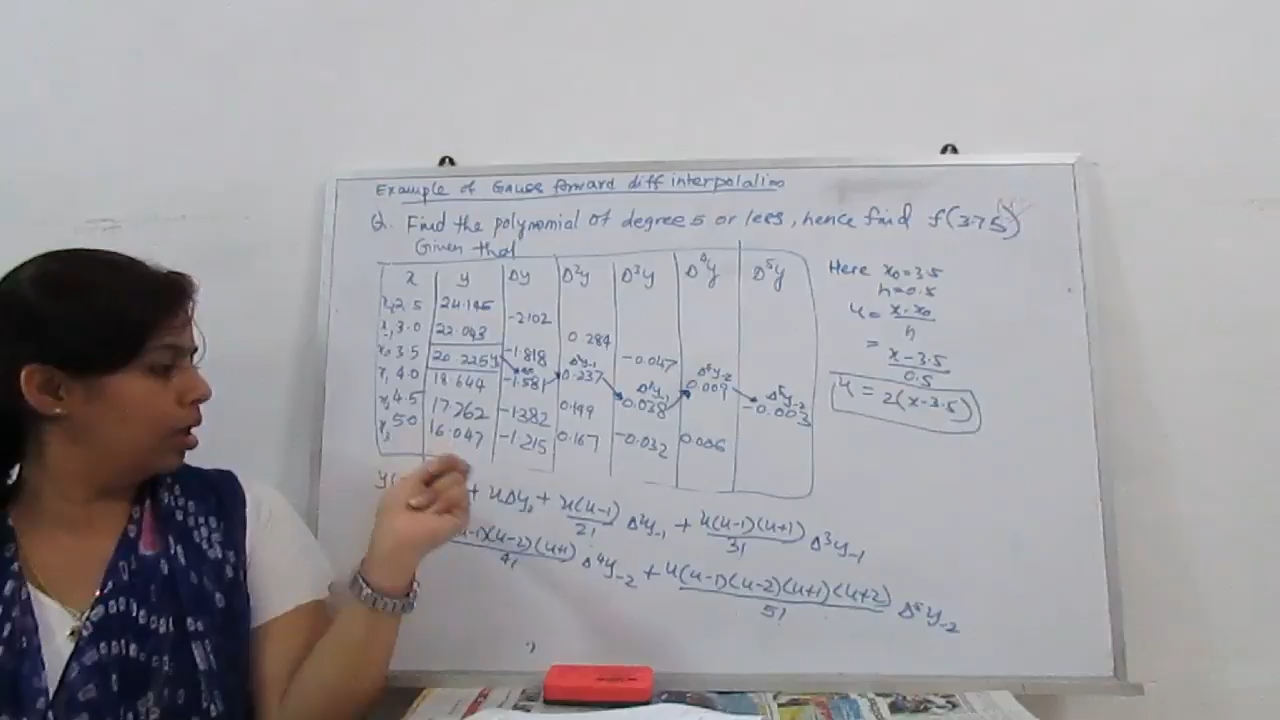 Example of Gauss forward diff interpolation
Q. Find the polynomial of degree 5 or less, hence find f(3.75)
Given that
x y Δy Δ²y Δ³y Δ⁴y Δ⁵y
2.5 24.145
-2.102
x₋₁ 3.0 22.043 0.284
x₀ 3.5 20.225 -1.818 -0.047
x₁ 4.0 18.644 -1.581 Δ²y₋₁ 0.237 Δ⁴y₋₂ 0.009
x₂ 4.5 17.262 -1.382 0.199 Δ³y₋₁ -0.038 Δ⁵y₋₂ -0.003
x₃ 5.0 16.047 -1.215 0.167 -0.032 0.006
Here x₀=3.5
h=0.5
u = (x-x₀)/h
= (x-3.5)/0.5
u = 2(x-3.5)
+ uΔy₀ + u(u-1)/2! Δ²y₋₁ + u(u-1)(u+1)/3! Δ³y₋₁
u-1)(u-2)(u+1)/4! Δ⁴y₋₂ + u(u-1)(u-2)(u+1)(u+2)/5! Δ⁵y₋₂